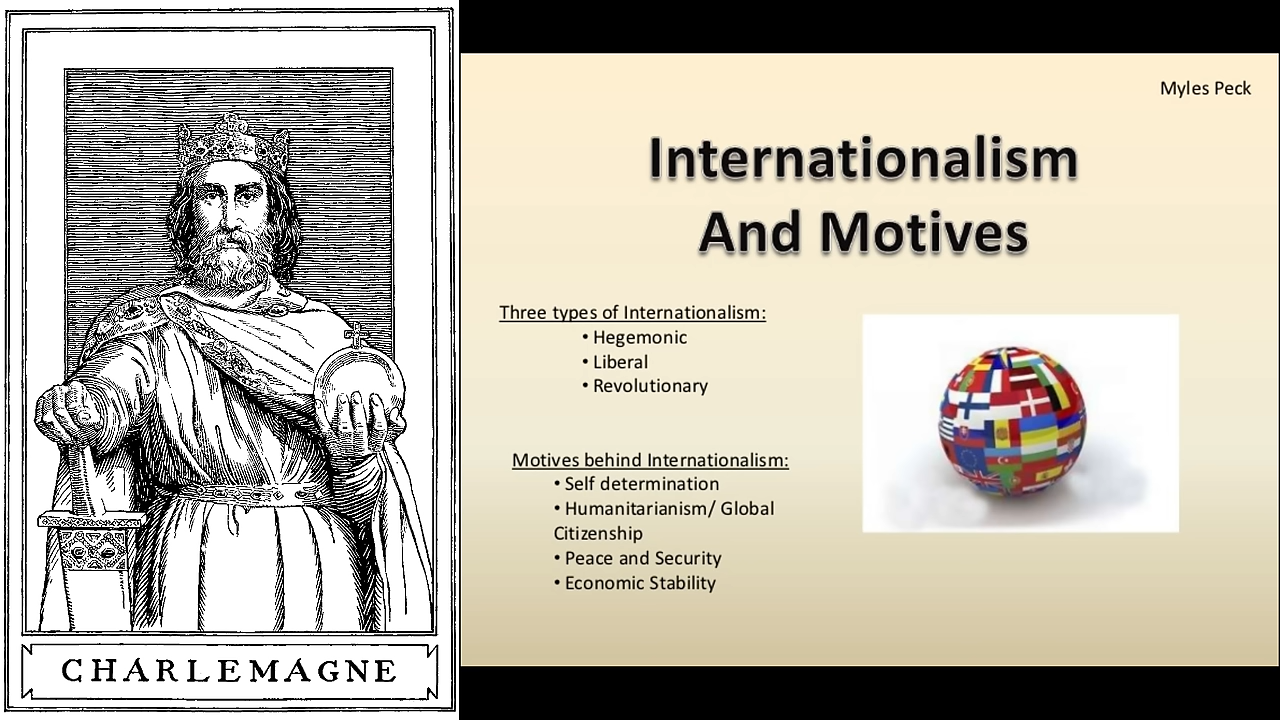 CHARLEMAGNE
Myles Peck
Internationalism
And Motives
Three types of Internationalism:
• Hegemonic
• Liberal
• Revolutionary
Motives behind Internationalism:
• Self determination
• Humanitarianism/ Global
Citizenship
• Peace and Security
• Economic Stability